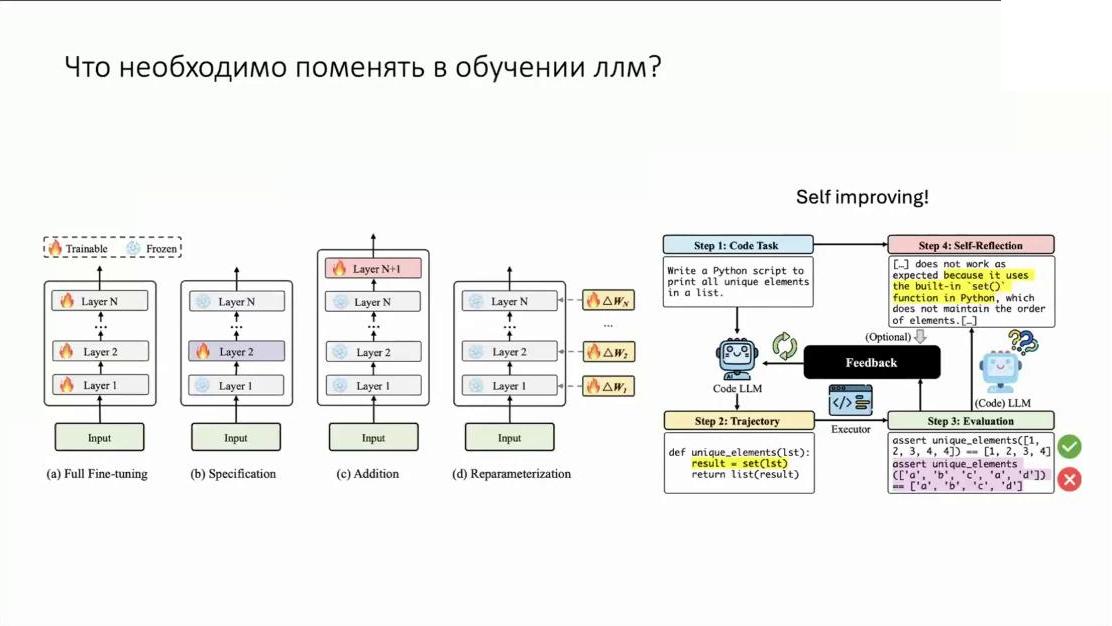 Что необходимо поменять в обучении ллм?
Trainable
Frozen
Layer N
...
Layer 2
Layer 1
Input
(a) Full Fine-tuning
Layer N
...
Layer 2
Layer 1
Input
(b) Specification
Layer N+1
Layer N
...
Layer 2
Layer 1
Input
(c) Addition
Layer N
...
Layer 2
Layer 1
Input
(d) Reparameterization
△W_N
...
△W_2
△W_1
Self improving!
Step 1: Code Task
Write a Python script to
print all unique elements
in a list.
Code LLM
Step 2: Trajectory
def unique_elements(lst):
result = set(lst)
return list(result)
Executor
Feedback
(Optional)
Step 4: Self-Reflection
[…] does not work as
expected because it uses
the built-in `set()`
function in Python, which
does not maintain the order
of elements.[…]
(Code) LLM
Step 3: Evaluation
assert unique_elements([1,
2, 3, 4, 4]) == [1, 2, 3, 4]
assert unique_elements
(['a', 'b', 'c', 'a', 'd'])
== ['a', 'b', 'c', 'd']